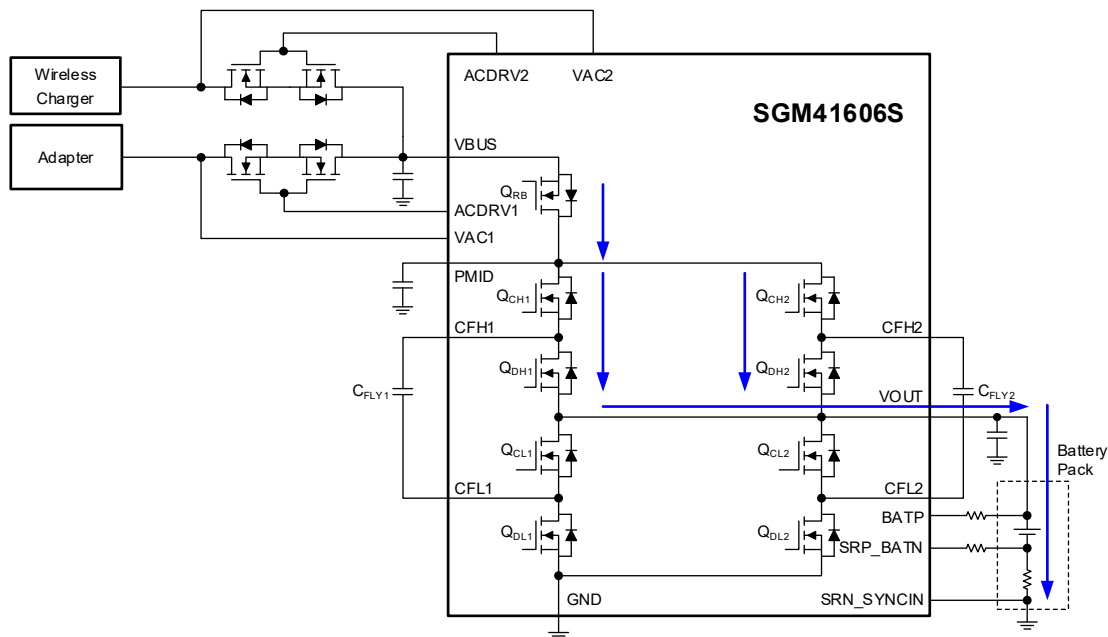 ACDRV2
VAC2
Wireless
Charger
SGM41606S
Adapter
VBUS
QRB
ACDRV1
VAC1
PMID
QCH1
QCH2
CFH1
CFH2
QDH1
QDH2
CFLY1
VOUT
CFLY2
QCL1
QCL2
Battery
Pack
CFL1
CFL2
BATP
QDL1
QDL2
SRP_BATN
GND
SRN_SYNCIN